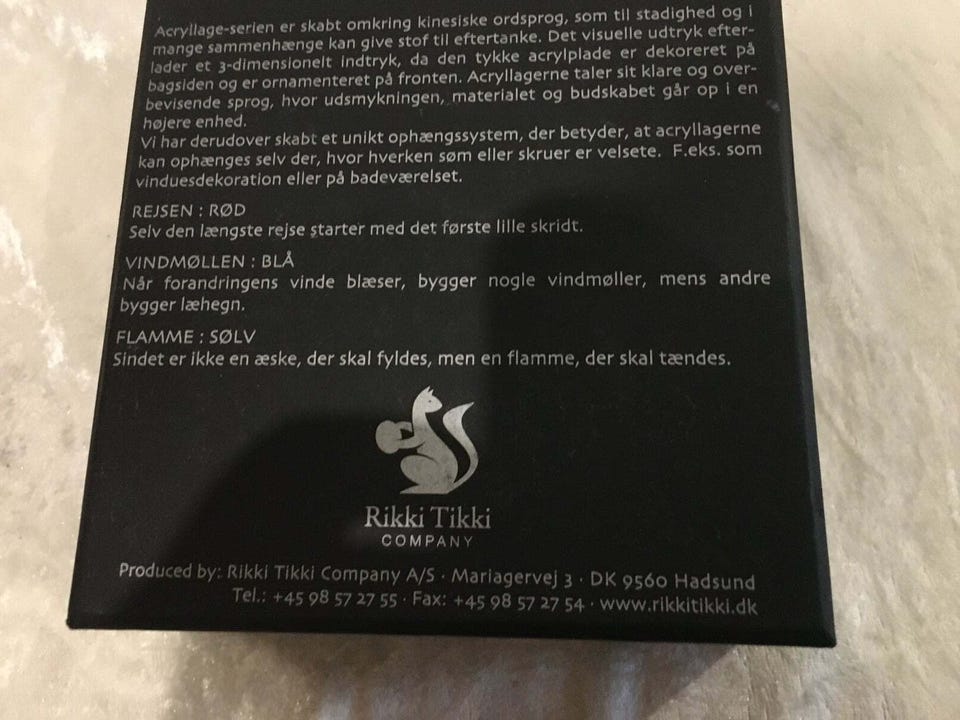 Acryllage-serien er skabt omkring kinesiske ordsprog, som til stadighed og i
mange sammenhænge kan give stof til eftertanke. Det visuelle udtryk efter-
lader et 3-dimensionelt indtryk, da den tykke acrylplade er dekoreret på
bagsiden og er ornamenteret på fronten. Acryllagerne taler sit klare og over-
bevisende sprog, hvor udsmykningen, materialet og budskabet går op i en
højere enhed.
Vi har derudover skabt et unikt ophængssystem, der betyder, at acryllagerne
kan ophænges selv der, hvor hverken søm eller skruer er velsete. F.eks. som
vinduesdekoration eller på badeværelset.
REJSEN : RØD
Selv den længste rejse starter med det første lille skridt.
VINDMØLLEN : BLÅ
Når forandringens vinde blæser, bygger nogle vindmøller, mens andre
bygger læhegn.
FLAMME : SØLV
Sindet er ikke en æske, der skal fyldes, men en flamme, der skal tændes.
Rikki Tikki
COMPANY
Produced by: Rikki Tikki Company A/S · Mariagervej 3 · DK 9560 Hadsund
Tel.: +45 98 57 27 55 · Fax: +45 98 57 27 54 · www.rikkitikki.dk